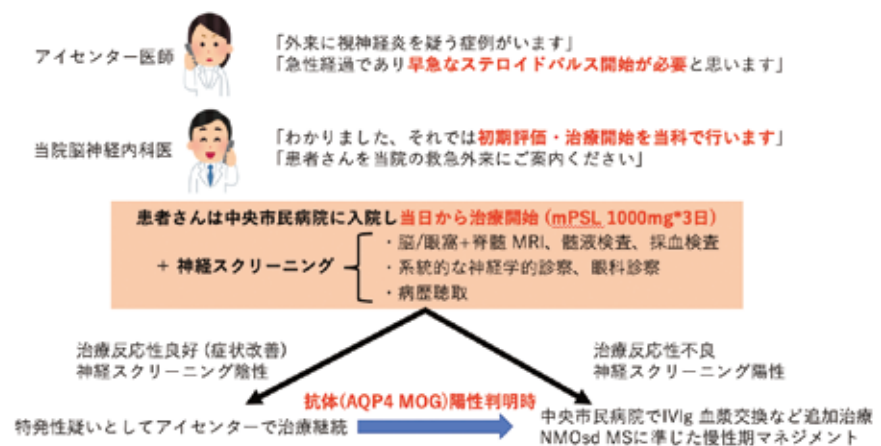 アイセンター医師
「外来に視神経炎を疑う症例がいます」
「急性経過であり早急なステロイドパルス開始が必要と思います」
当院脳神経内科医
「わかりました、それでは初期評価・治療開始を当科で行います」
「患者さんを当院の救急外来にご案内ください」
患者さんは中央市民病院に入院し当日から治療開始 (mPSL 1000mg*3日)
+ 神経スクリーニング
・脳/眼窩+脊髄 MRI、髄液検査、採血検査
・系統的な神経学的診察、眼科診察
・病歴聴取
治療反応性良好 (症状改善)
神経スクリーニング陰性
治療反応性不良
神経スクリーニング陽性
抗体(AQP4 MOG)陽性判明時
特発性疑いとしてアイセンターで治療継続
中央市民病院でIVIg 血漿交換など追加治療
NMOsd MSに準じた慢性期マネジメント